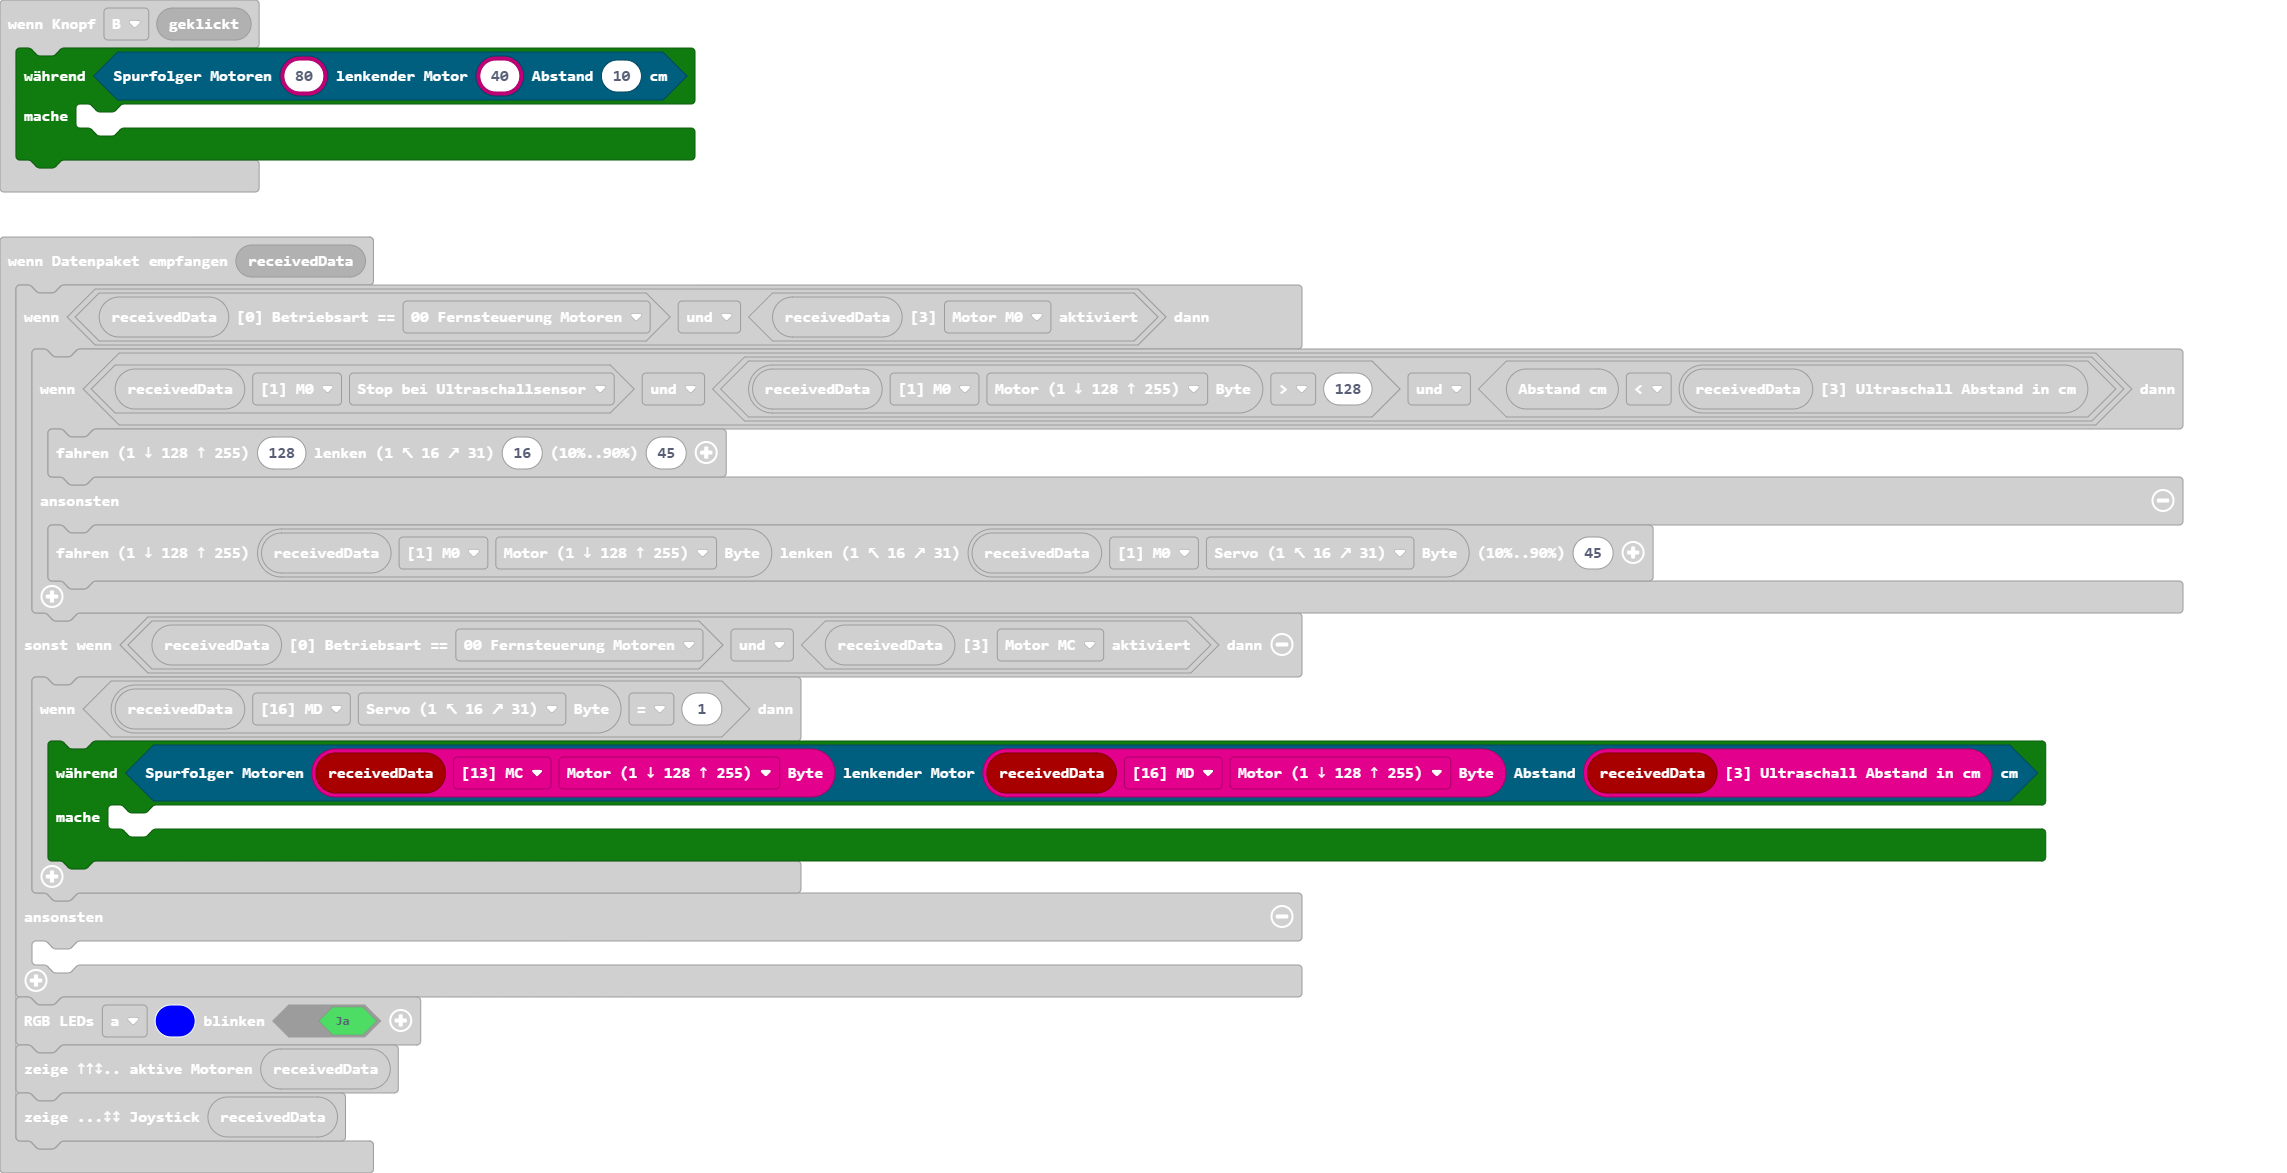 wenn Knopf B geklickt
während Spurfolger Motoren 80 lenkender Motor 40 Abstand 10 cm
mache
wenn Datenpaket empfangen receivedData
wenn receivedData [0] Betriebsart == 00 Fernsteuerung Motoren und receivedData [3] Motor M0 aktiviert dann
wenn receivedData [1] M0 Stop bei Ultraschallsensor und receivedData [1] M0 Motor (1 ↓ 128 ↑ 255) Byte > 128 und Abstand cm < receivedData [3] Ultraschall Abstand in cm dann
fahren (1 ↓ 128 ↑ 255) 128 lenken (1 ↖ 16 ↗ 31) 16 (10%..90%) 45
ansonsten
fahren (1 ↓ 128 ↑ 255) receivedData [1] M0 Motor (1 ↓ 128 ↑ 255) Byte lenken (1 ↖ 16 ↗ 31) receivedData [1] M0 Servo (1 ↖ 16 ↗ 31) Byte (10%..90%) 45
sonst wenn receivedData [0] Betriebsart == 00 Fernsteuerung Motoren und receivedData [3] Motor MC aktiviert dann
wenn receivedData [16] MD Servo (1 ↖ 16 ↗ 31) Byte = 1 dann
während Spurfolger Motoren receivedData [13] MC Motor (1 ↓ 128 ↑ 255) Byte lenkender Motor receivedData [16] MD Motor (1 ↓ 128 ↑ 255) Byte Abstand receivedData [3] Ultraschall Abstand in cm cm
mache
ansonsten
RGB LEDs a blinken Ja
zeige ↑↑↕.. aktive Motoren receivedData
zeige ...↕↕ Joystick receivedData